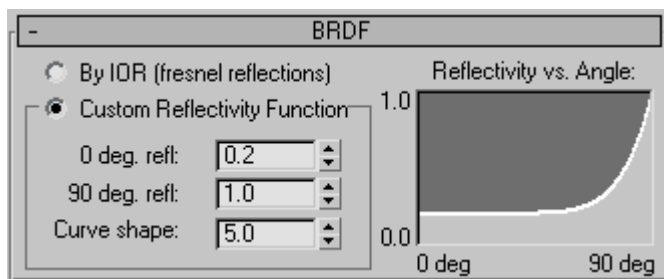 - BRDF
By IOR (fresnel reflections)
Custom Reflectivity Function
0 deg. refl: 0.2
90 deg. refl: 1.0
Curve shape: 5.0
Reflectivity vs. Angle:
1.0
0.0
0 deg 90 deg